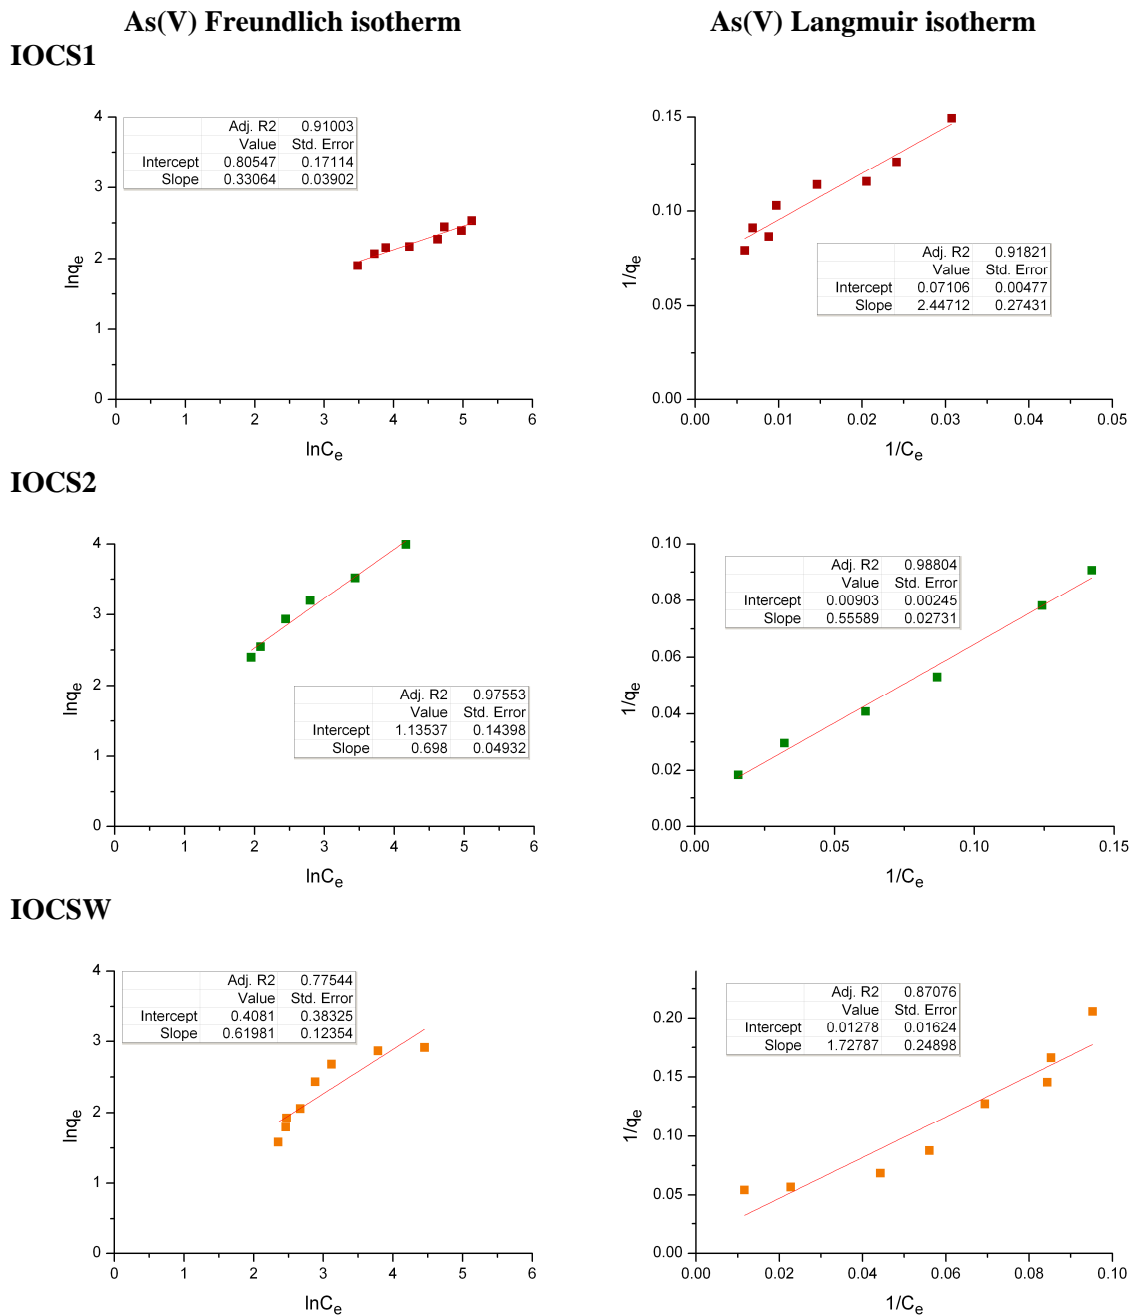 As(V) Freundlich isotherm As(V) Langmuir isotherm
IOCS1
Adj. R2 0.91003
Value Std. Error
Intercept 0.80547 0.17114
Slope 0.33064 0.03902
4
3
2
1
0
lnqe
0 1 2 3 4 5 6
lnCe
0.15
0.10
0.05
0.00
1/qe
Adj. R2 0.91821
Value Std. Error
Intercept 0.07106 0.00477
Slope 2.44712 0.27431
0.00 0.01 0.02 0.03 0.04 0.05
1/Ce
IOCS2
4
3
2
1
0
lnqe
Adj. R2 0.97553
Value Std. Error
Intercept 1.13537 0.14398
Slope 0.698 0.04932
0 1 2 3 4 5 6
lnCe
0.10
0.08
0.06
0.04
0.02
0.00
1/qe
Adj. R2 0.98804
Value Std. Error
Intercept 0.00903 0.00245
Slope 0.55589 0.02731
0.00 0.05 0.10 0.15
1/Ce
IOCSW
4
3
2
1
0
lnqe
Adj. R2 0.77544
Value Std. Error
Intercept 0.4081 0.38325
Slope 0.61981 0.12354
0 1 2 3 4 5 6
lnCe
0.20
0.15
0.10
0.05
0.00
1/qe
Adj. R2 0.87076
Value Std. Error
Intercept 0.01278 0.01624
Slope 1.72787 0.24898
0.00 0.02 0.04 0.06 0.08 0.10
1/Ce